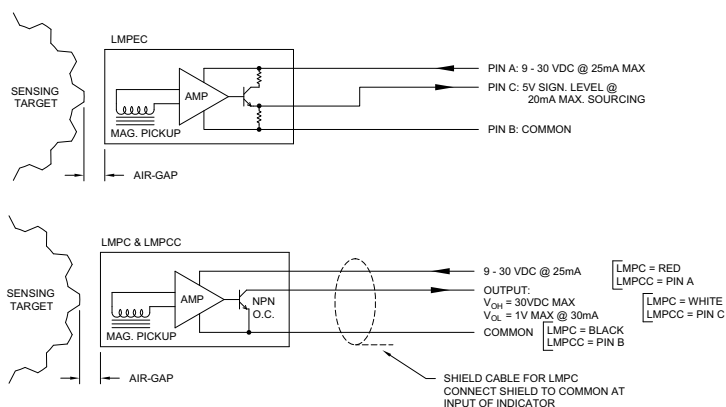 LMPEC
SENSING
TARGET
AMP
MAG. PICKUP
AIR-GAP
PIN A: 9 - 30 VDC @ 25mA MAX
PIN C: 5V SIGN. LEVEL @
20mA MAX. SOURCING
PIN B: COMMON
LMPC & LMPCC
SENSING
TARGET
AMP
NPN
O.C.
MAG. PICKUP
AIR-GAP
9 - 30 VDC @ 25mA
LMPC = RED
LMPCC = PIN A
OUTPUT:
VOH = 30VDC MAX
VOL = 1V MAX @ 30mA
LMPC = WHITE
LMPCC = PIN C
COMMON
LMPC = BLACK
LMPCC = PIN B
SHIELD CABLE FOR LMPC
CONNECT SHIELD TO COMMON AT
INPUT OF INDICATOR